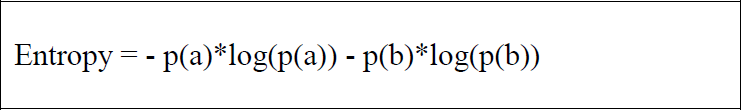 Entropy = - p(a)*log(p(a)) - p(b)*log(p(b))